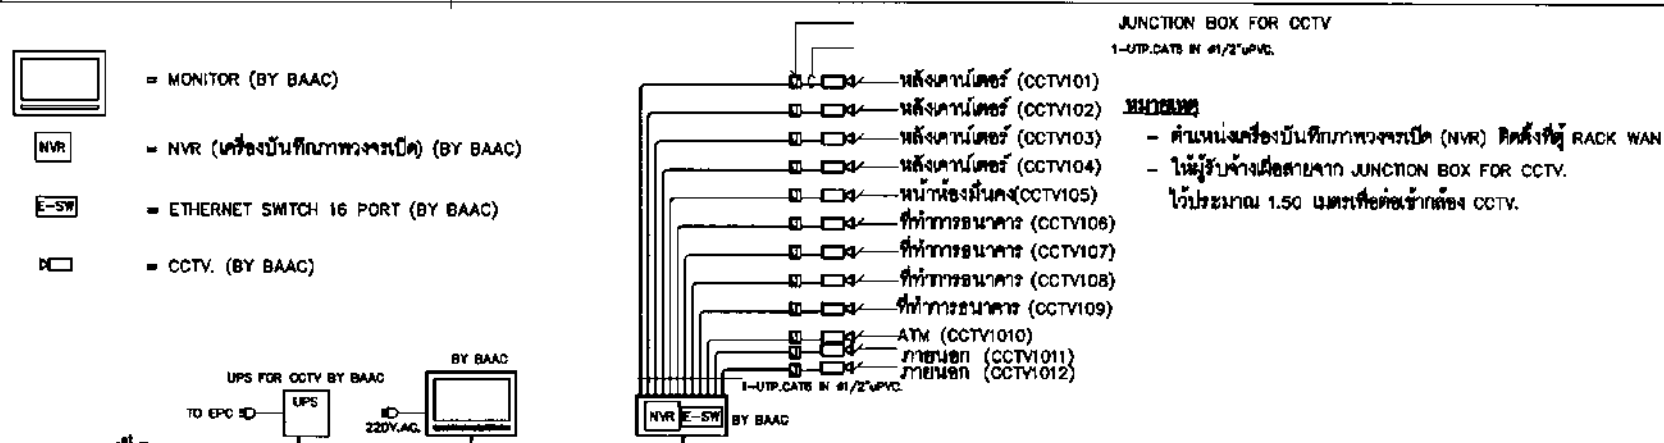 JUNCTION BOX FOR CCTV
1-UTP.CAT6 IN ø1/2"uPVC.
= MONITOR (BY BAAC)
NVR = NVR (เครื่องบันทึกภาพวงจรเปิด) (BY BAAC)
E-SW = ETHERNET SWITCH 16 PORT (BY BAAC)
= CCTV. (BY BAAC)
หลังเคาน์เตอร์ (CCTV101)
หลังเคาน์เตอร์ (CCTV102)
หลังเคาน์เตอร์ (CCTV103)
หลังเคาน์เตอร์ (CCTV104)
หน้าห้องมั่นคง(CCTV105)
ที่ทำการธนาคาร (CCTV106)
ที่ทำการธนาคาร (CCTV107)
ที่ทำการธนาคาร (CCTV108)
ที่ทำการธนาคาร (CCTV109)
ATM (CCTV1010)
ภายนอก (CCTV1011)
ภายนอก (CCTV1012)
หมายเหตุ
- ตำแหน่งเครื่องบันทึกภาพวงจรเปิด (NVR) ติดตั้งที่ตู้ RACK WAN
- ให้ผู้รับจ้างเผื่อสายจาก JUNCTION BOX FOR CCTV.
ไว้ประมาณ 1.50 เมตรเพื่อต่อเข้ากล้อง CCTV.
1-UTP.CAT6 IN ø1/2"uPVC.
BY BAAC
UPS FOR CCTV BY BAAC
UPS
TO EPC
220V.AC.
NVR E-SW BY BAAC